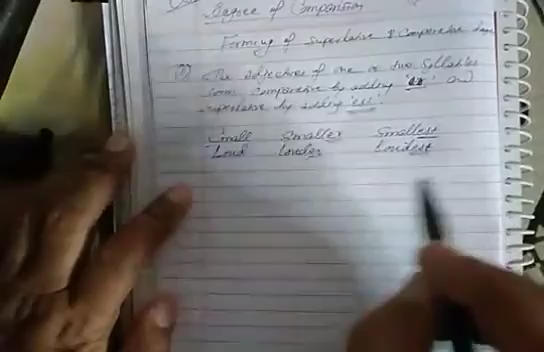 Degree of Comparison
Forming of Superlative & Comparative
The Adjectives of one or two Syllables
form comparative by adding 'er' and
superlative by adding 'est'.
Small Smaller Smallest
Loud Louder Loudest